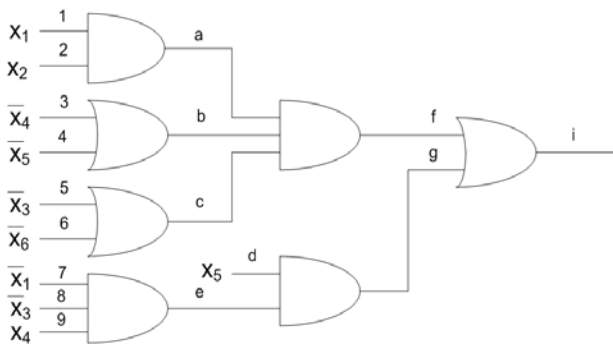 1
x₁
a
2
x₂
3
x̄₄
b
f
4
x̄₅
g
i
5
x̄₃
c
6
x̄₆
d
7
x̄₁
x₅
8
x̄₃
e
9
x₄